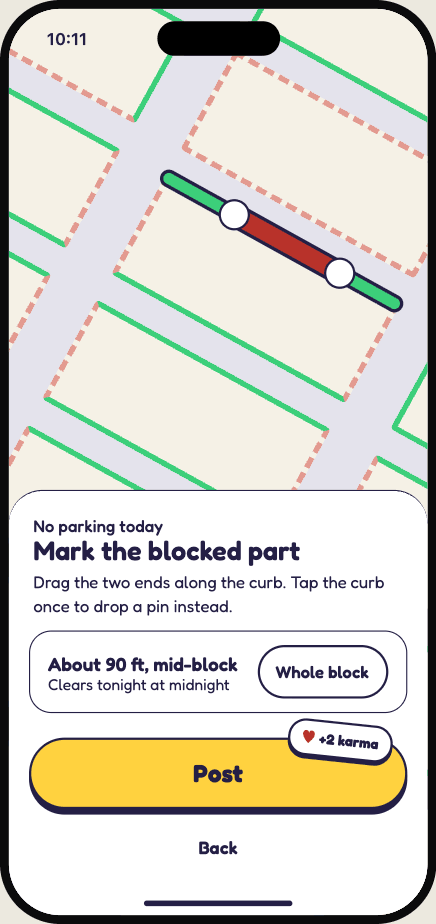 10:11
No parking today
Mark the blocked part
Drag the two ends along the curb. Tap the curb
once to drop a pin instead.
About 90 ft, mid-block
Clears tonight at midnight
Whole block
+2 karma
Post
Back